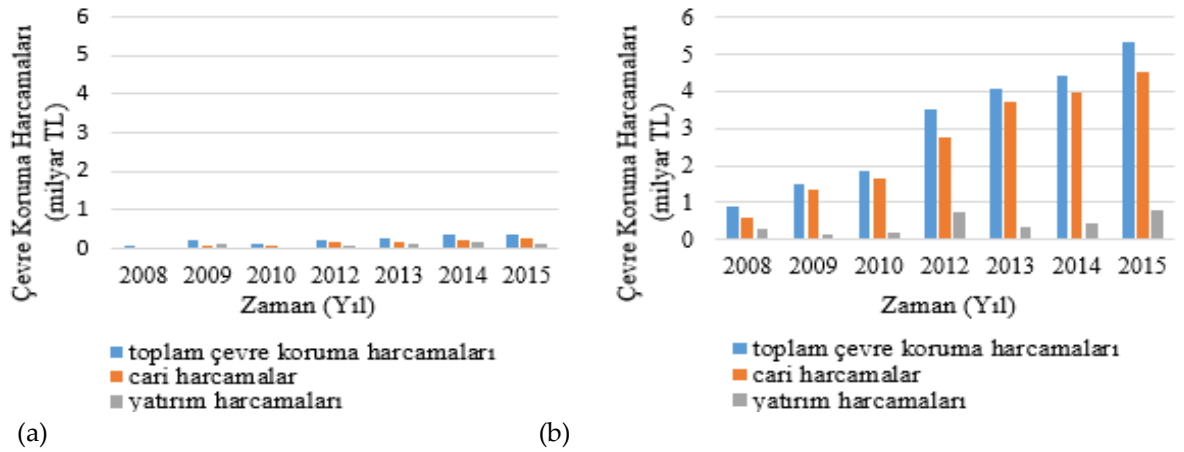 Çevre Koruma Harcamaları
(milyar TL)
6
5
4
3
2
1
0
2008 2009 2010 2012 2013 2014 2015
Zaman (Yıl)
toplam çevre koruma harcamaları
cari harcamalar
yatırım harcamaları
(a)
Çevre Koruma Harcamaları
(milyar TL)
6
5
4
3
2
1
0
2008 2009 2010 2012 2013 2014 2015
Zaman (Yıl)
toplam çevre koruma harcamaları
cari harcamalar
yatırım harcamaları
(b)